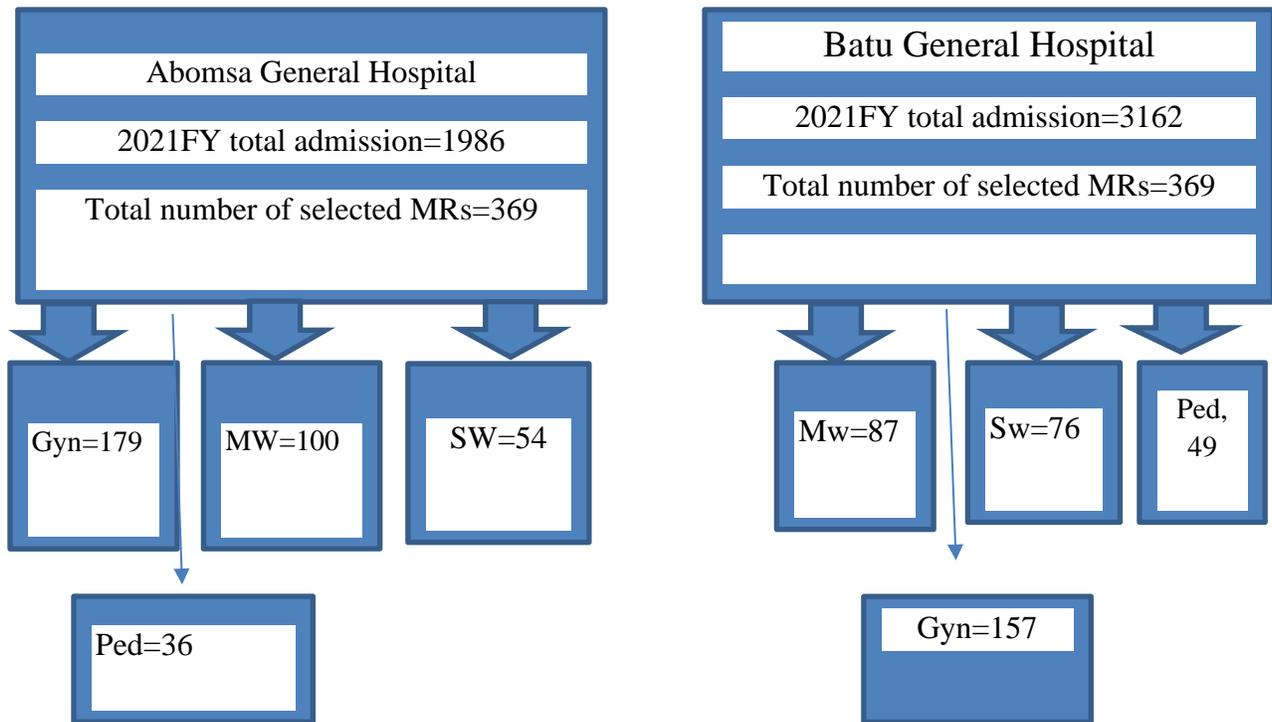 Abomsa General Hospital
2021FY total admission=1986
Total number of selected MRs=369
Gyn=179
MW=100
SW=54
Ped=36
Batu General Hospital
2021FY total admission=3162
Total number of selected MRs=369
Mw=87
Sw=76
Ped,
49
Gyn=157